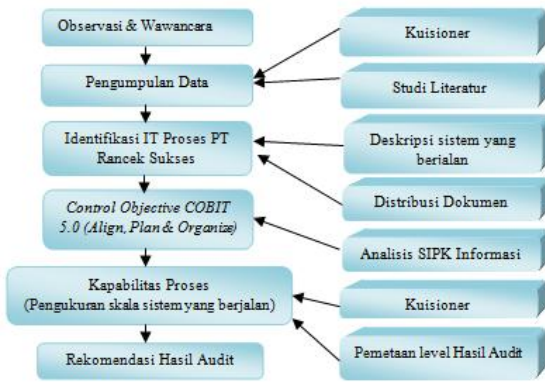 Observasi & Wawancara
Kuisioner
Pengumpulan Data
Studi Literatur
Identifikasi IT Proses PT
Rancek Sukses
Deskripsi sistem yang
berjalan
Distribusi Dokumen
Control Objective COBIT
5.0 (Align, Plan & Organize)
Analisis SIPK Informasi
Kapabilitas Proses
(Pengukuran skala sistem yang berjalan)
Kuisioner
Pemetaan level Hasil Audit
Rekomendasi Hasil Audit